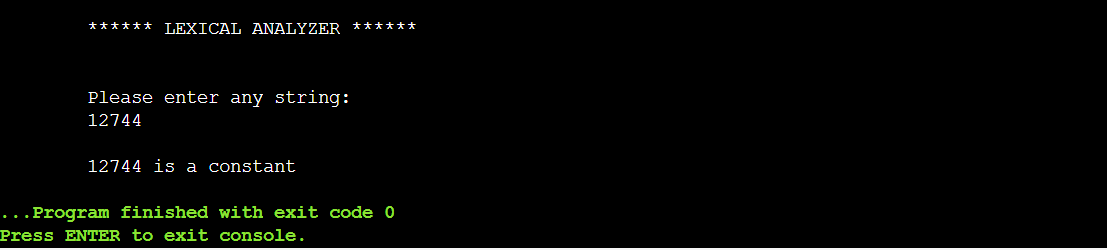 ****** LEXICAL ANALYZER ******
Please enter any string:
12744
12744 is a constant
...Program finished with exit code 0
Press ENTER to exit console.